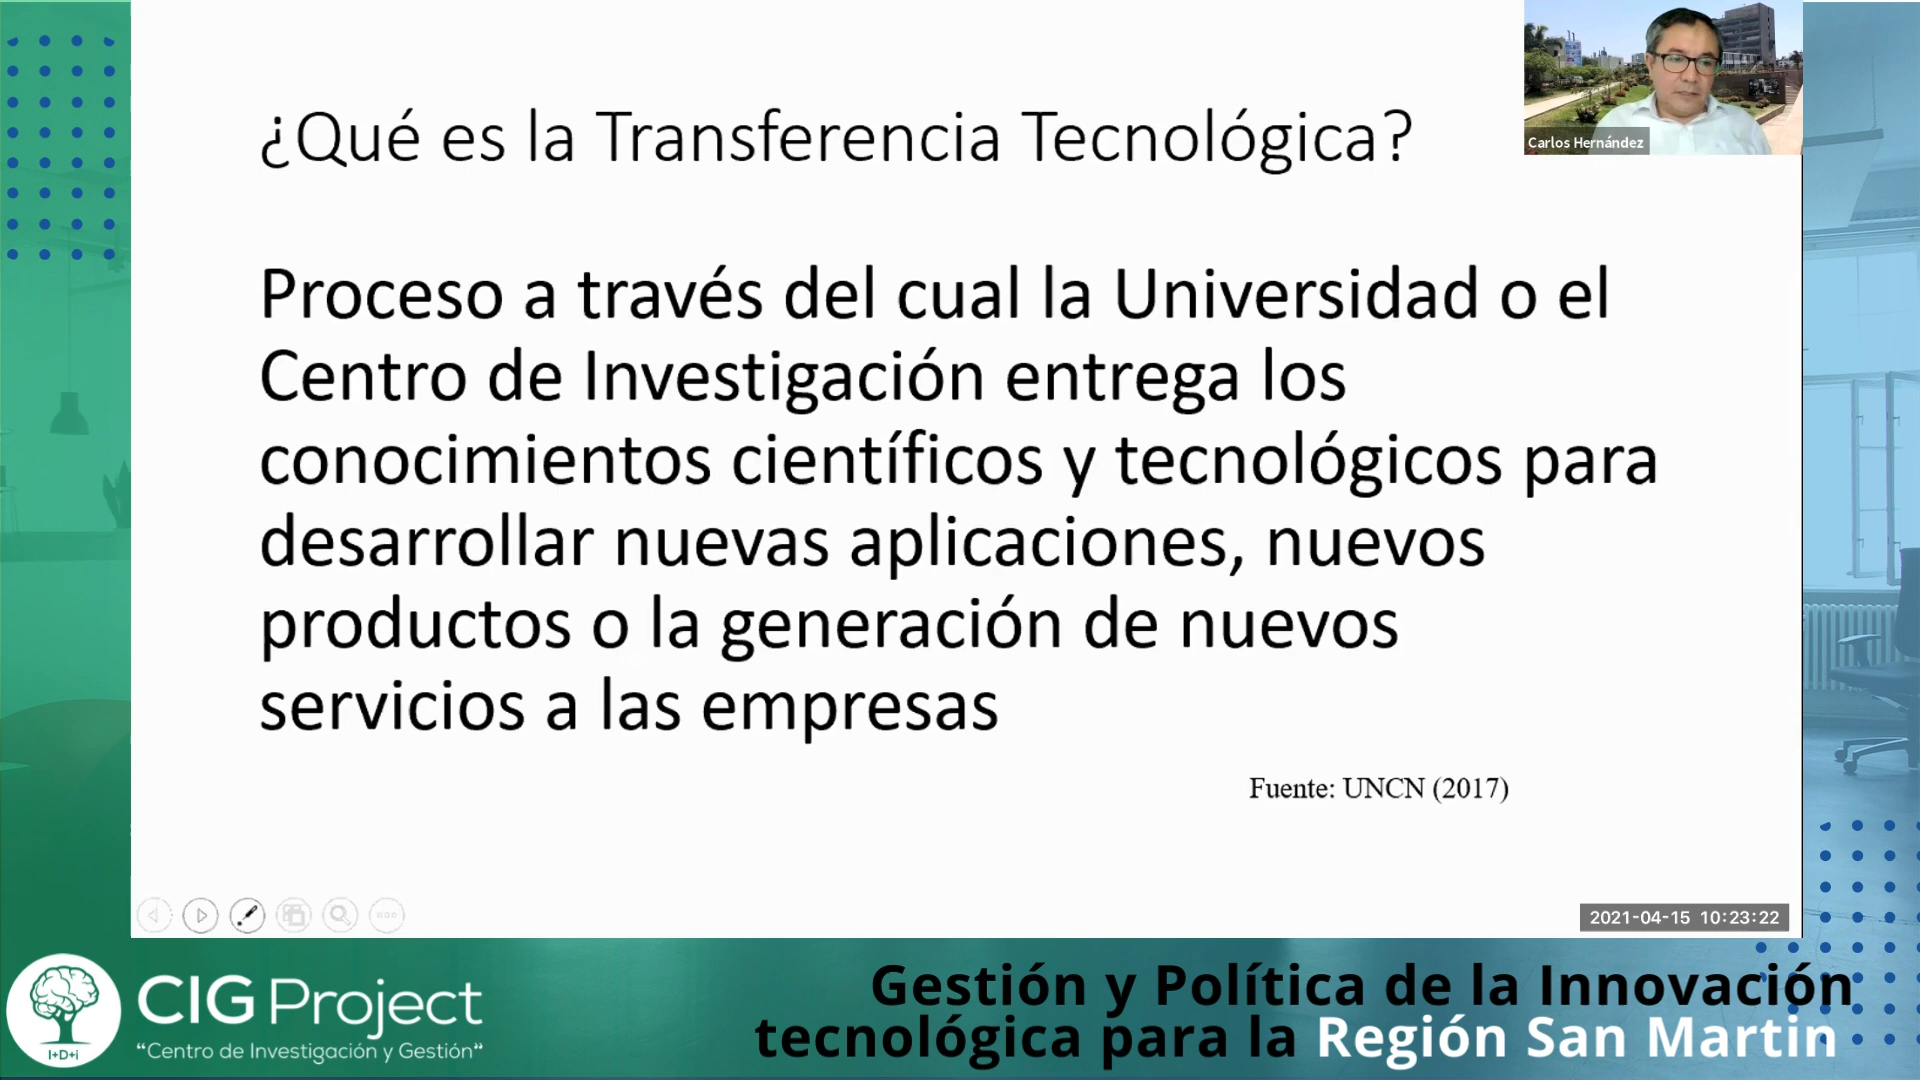 ¿Qué es la Transferencia Tecnológica?
Carlos Hernández
Proceso a través del cual la Universidad o el
Centro de Investigación entrega los
conocimientos científicos y tecnológicos para
desarrollar nuevas aplicaciones, nuevos
productos o la generación de nuevos
servicios a las empresas
Fuente: UNCN (2017)
2021-04-15 10:23:22
I+D+i
CIG Project
“Centro de Investigación y Gestión“
Gestión y Política de la Innovación
tecnológica para la Región San Martin